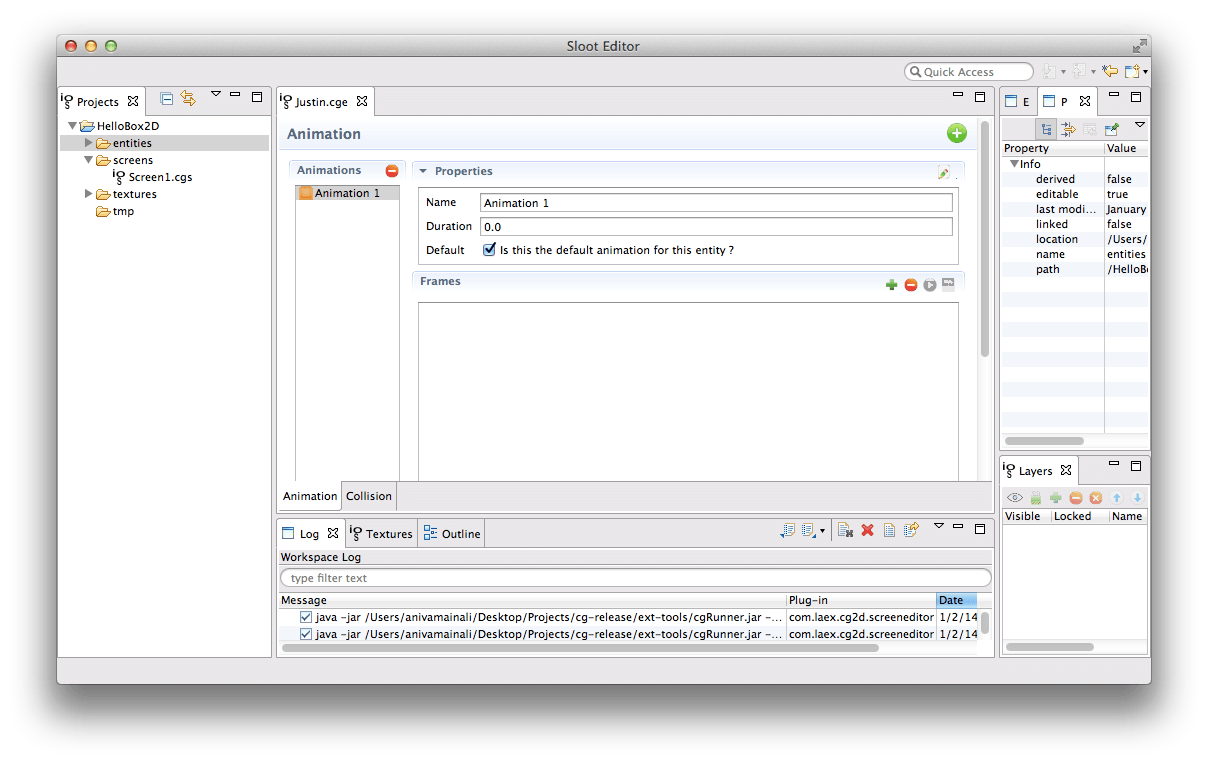 Sloot Editor
Quick Access
Projects
HelloBox2D
entities
screens
Screen1.cgs
textures
tmp
Justin.cge
Animation
Animations
Animation 1
Properties
Name
Animation 1
Duration
0.0
Default
Is this the default animation for this entity ?
Frames
Animation
Collision
Log
Textures
Outline
Workspace Log
type filter text
Message Plug-in Date
java -jar /Users/anivamainali/Desktop/Projects/cg-release/ext-tools/cgRunner.jar -... com.laex.cg2d.screeneditor 1/2/14
java -jar /Users/anivamainali/Desktop/Projects/cg-release/ext-tools/cgRunner.jar -... com.laex.cg2d.screeneditor 1/2/14
E P
Property Value
Info
derived false
editable true
last modi... January
linked false
location /Users/
name entities
path /HelloBo
Layers
Visible Locked Name